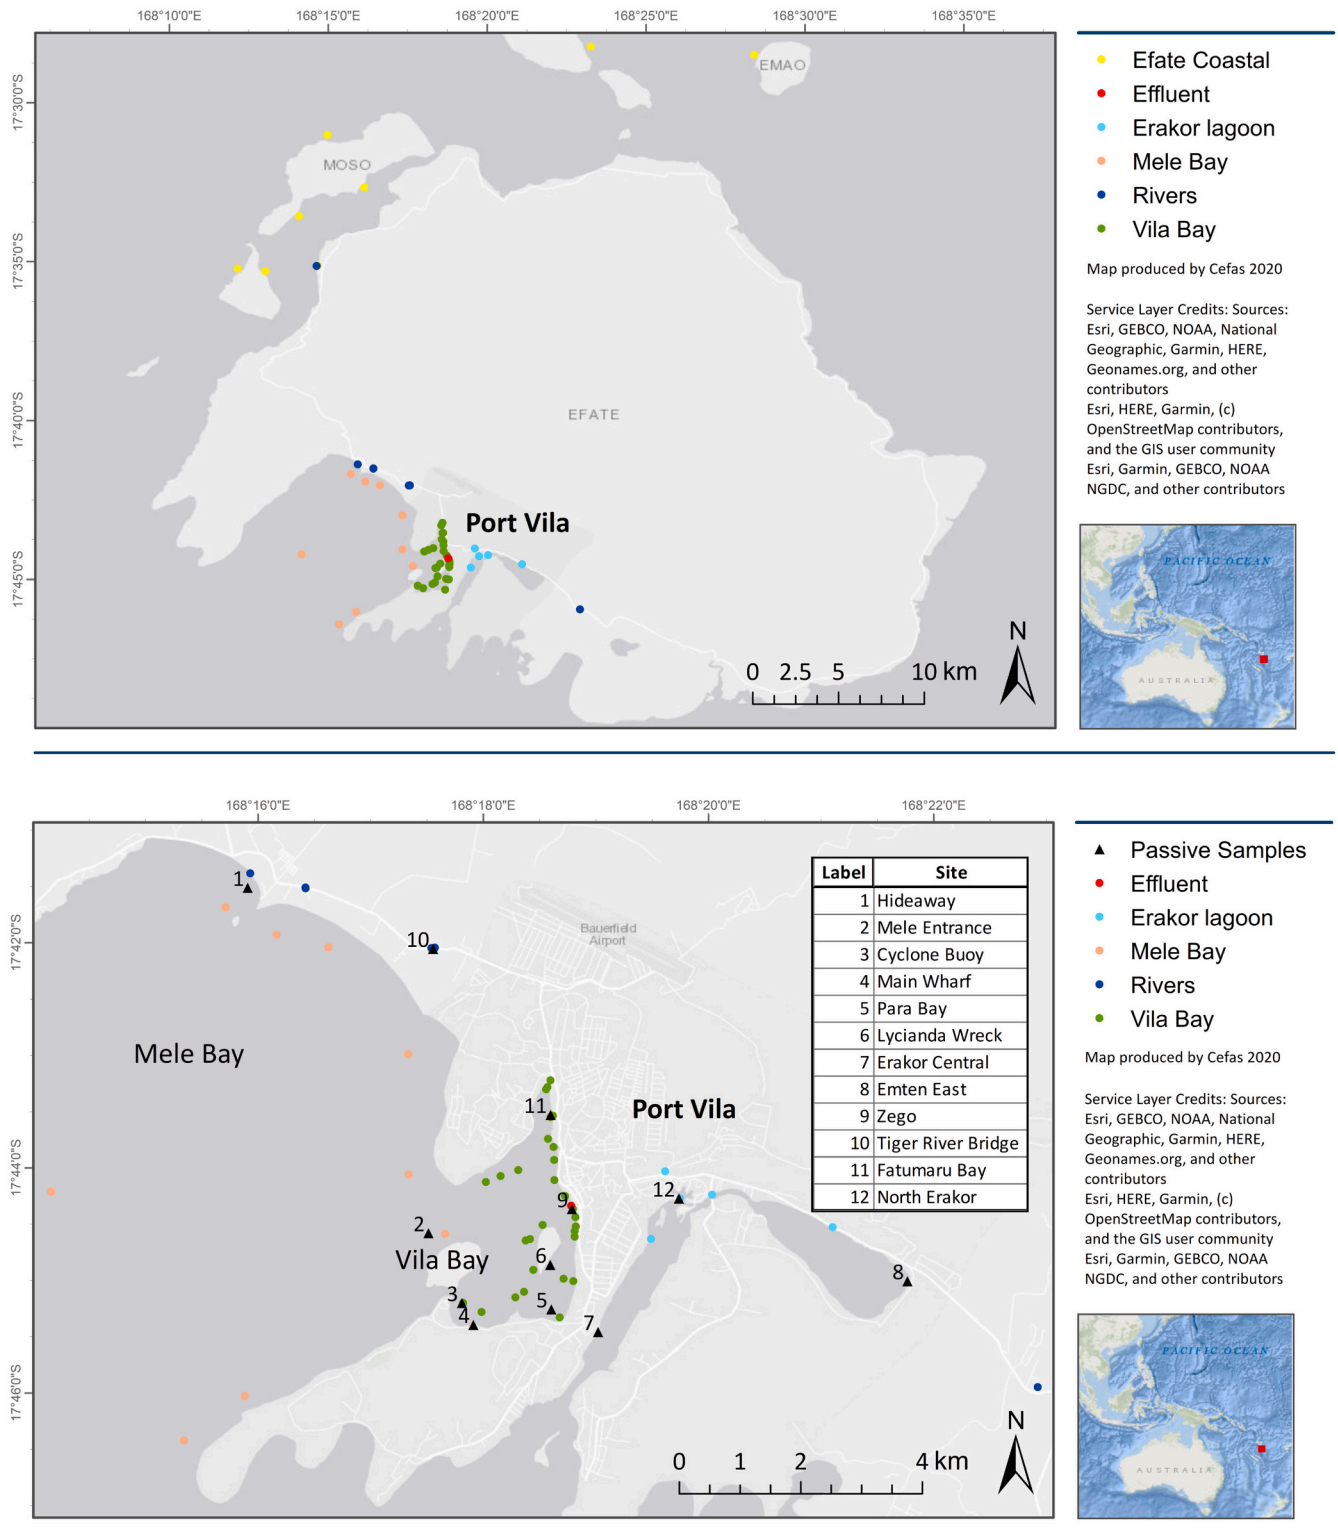 168°10'0"E 168°15'0"E 168°20'0"E 168°25'0"E 168°30'0"E 168°35'0"E
17°30'0"S
17°35'0"S
17°40'0"S
17°45'0"S
EMAO
MOSO
EFATE
Port Vila
0 2.5 5 10 km
N
Efate Coastal
Effluent
Erakor lagoon
Mele Bay
Rivers
Vila Bay
Map produced by Cefas 2020
Service Layer Credits: Sources:
Esri, GEBCO, NOAA, National
Geographic, Garmin, HERE,
Geonames.org, and other
contributors
Esri, HERE, Garmin, (c)
OpenStreetMap contributors,
and the GIS user community
Esri, Garmin, GEBCO, NOAA
NGDC, and other contributors
PACIFIC OCEAN
AUSTRALIA
168°16'0"E 168°18'0"E 168°20'0"E 168°22'0"E
17°42'0"S
17°44'0"S
17°46'0"S
1
10
Bauerfield
Airport
Mele Bay
Port Vila
11
12
9
2
Vila Bay
6
8
3
5
4
7
Label Site
1 Hideaway
2 Mele Entrance
3 Cyclone Buoy
4 Main Wharf
5 Para Bay
6 Lycianda Wreck
7 Erakor Central
8 Emten East
9 Zego
10 Tiger River Bridge
11 Fatumaru Bay
12 North Erakor
0 1 2 4 km
N
Passive Samples
Effluent
Erakor lagoon
Mele Bay
Rivers
Vila Bay
Map produced by Cefas 2020
Service Layer Credits: Sources:
Esri, GEBCO, NOAA, National
Geographic, Garmin, HERE,
Geonames.org, and other
contributors
Esri, HERE, Garmin, (c)
OpenStreetMap contributors,
and the GIS user community
Esri, Garmin, GEBCO, NOAA
NGDC, and other contributors
PACIFIC OCEAN
AUSTRALIA